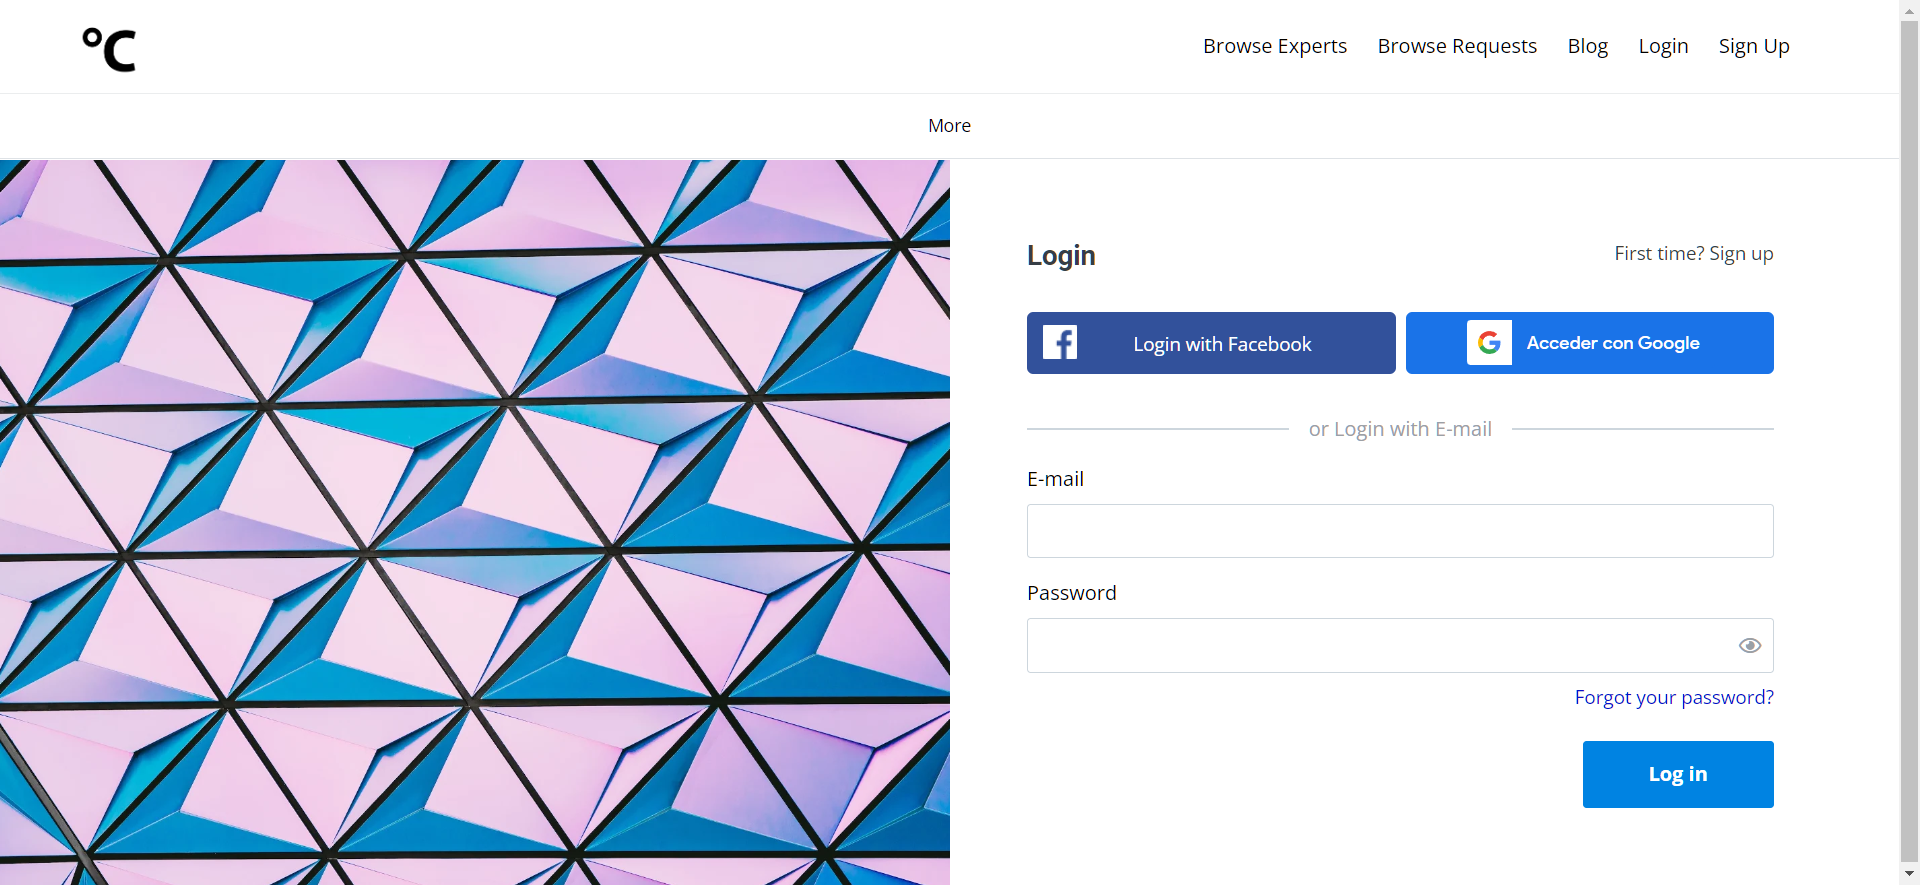 °C
Browse Experts
Browse Requests
Blog
Login
Sign Up
More
Login
First time? Sign up
Login with Facebook
Acceder con Google
or Login with E-mail
E-mail
Password
Forgot your password?
Log in